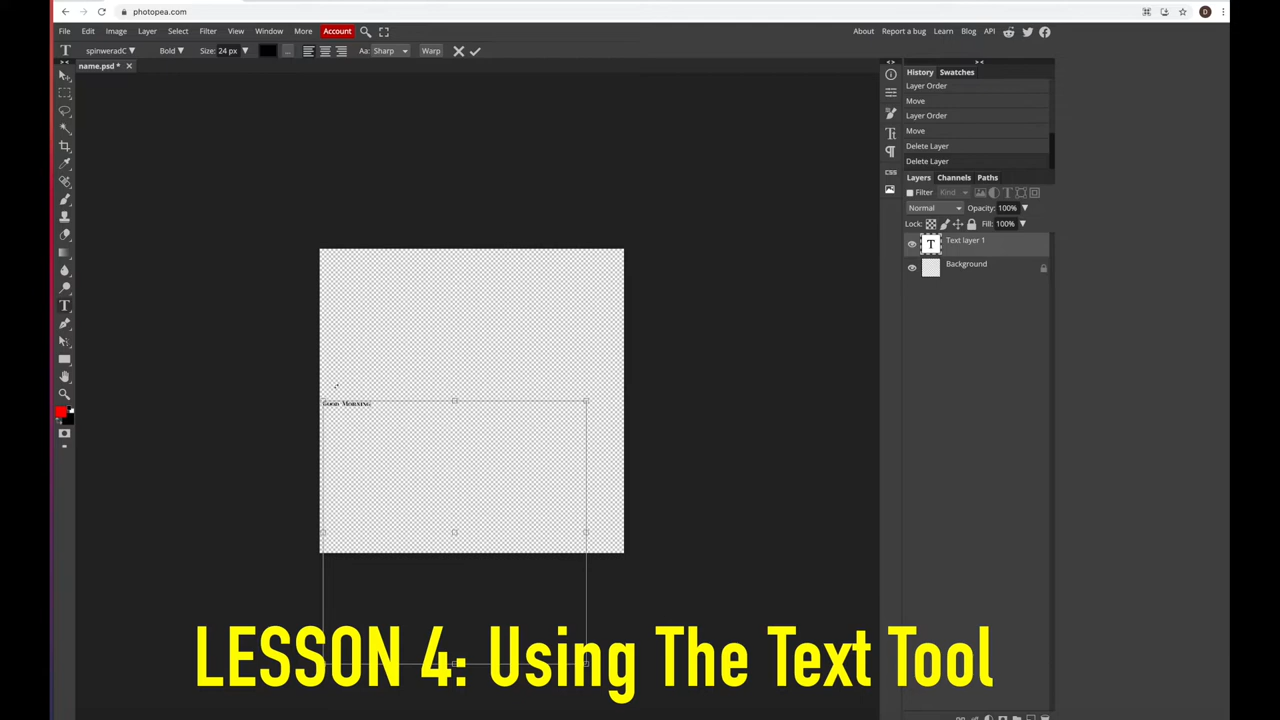 photopea.com
D
File Edit Image Layer Select Filter View Window Help More Account
About Report a bug Learn Blog API
T spinweradC Bold Size: 24 px ... Aa: Sharp Warp
name.psd *
History Swatches
Layer Order
Move
Layer Order
Move
Delete Layer
Delete Layer
CSS
Layers Channels Paths
Filter Kind
Normal Opacity: 100%
Lock: Fill: 100%
T Text layer 1
Background
Good Morning
LESSON 4: Using The Text Tool